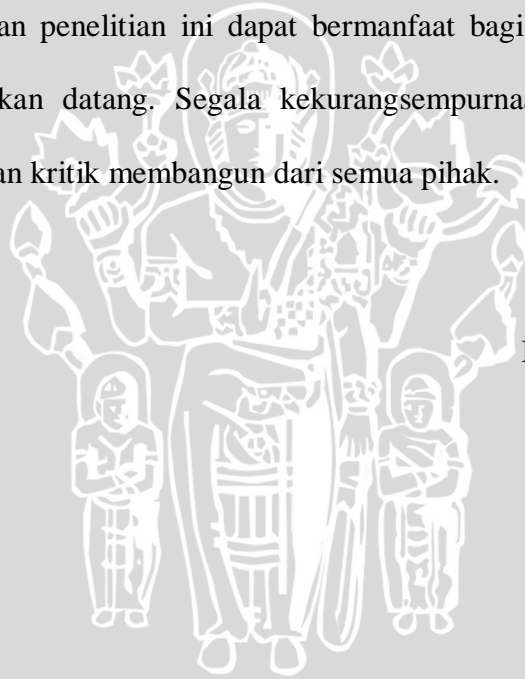 an penelitian ini dapat bermanfaat bagi
kan datang. Segala kekurangsempurna
an kritik membangun dari semua pihak.